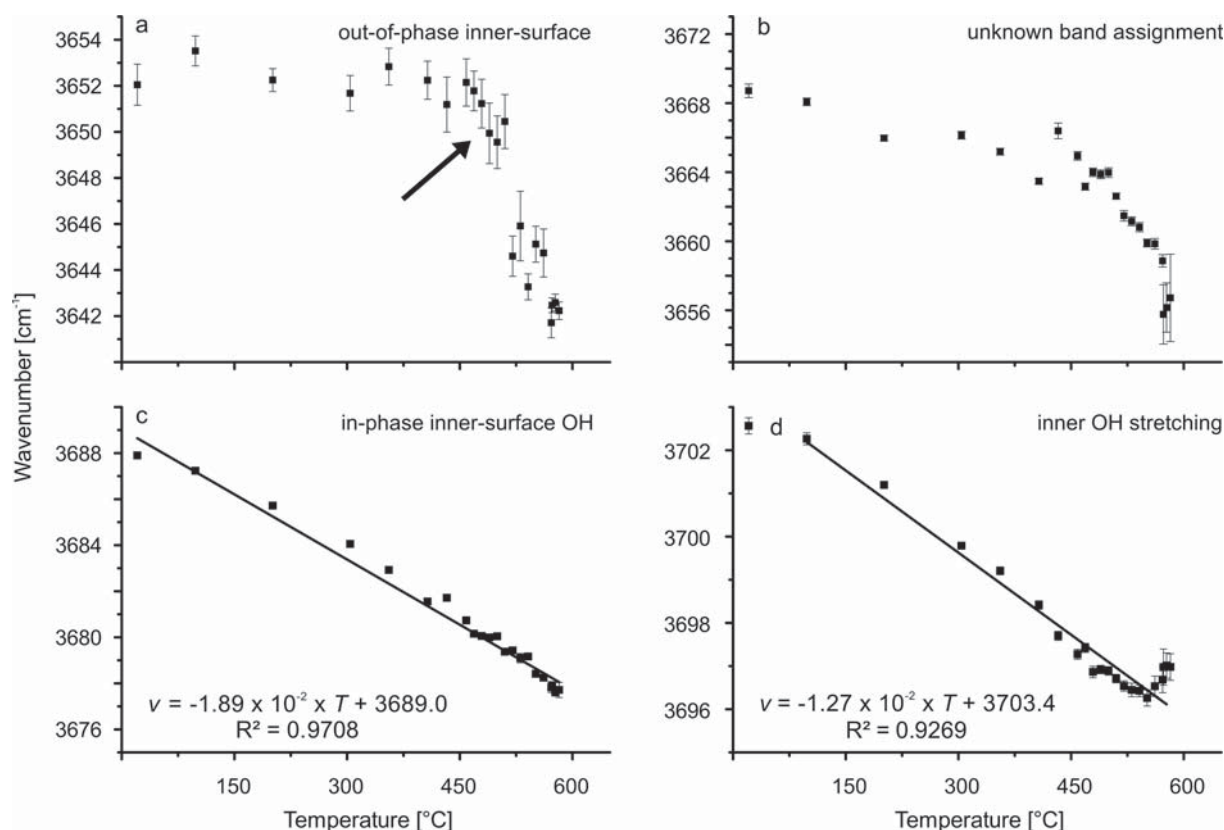 a
out-of-phase inner-surface
3654
3652
3650
3648
3646
3644
3642
b
unknown band assignment
3672
3668
3664
3660
3656
Wavenumber [cm⁻¹]
c
in-phase inner-surface OH
3688
3684
3680
3676
v = -1.89 x 10⁻² x T + 3689.0
R² = 0.9708
150 300 450 600
Temperature [°C]
d
inner OH stretching
3702
3700
3698
3696
v = -1.27 x 10⁻² x T + 3703.4
R² = 0.9269
150 300 450 600
Temperature [°C]